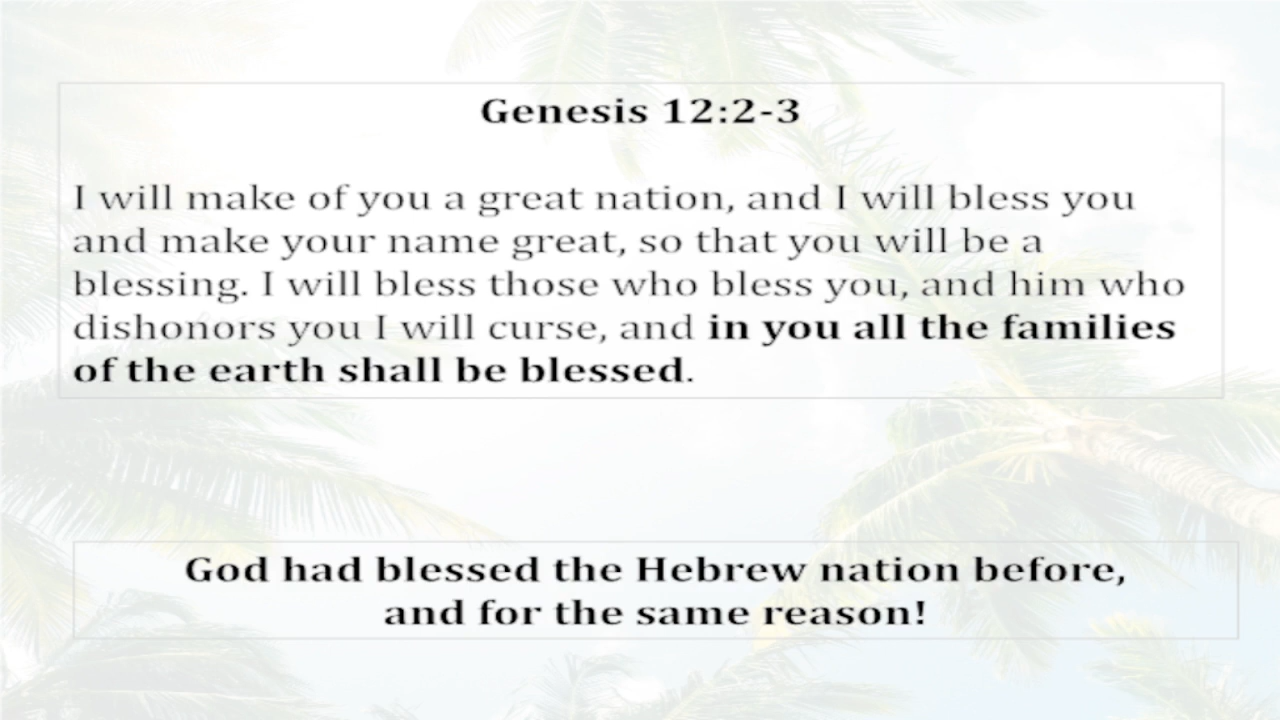 Genesis 12:2-3
I will make of you a great nation, and I will bless you
and make your name great, so that you will be a
blessing. I will bless those who bless you, and him who
dishonors you I will curse, and in you all the families
of the earth shall be blessed.
God had blessed the Hebrew nation before,
and for the same reason!